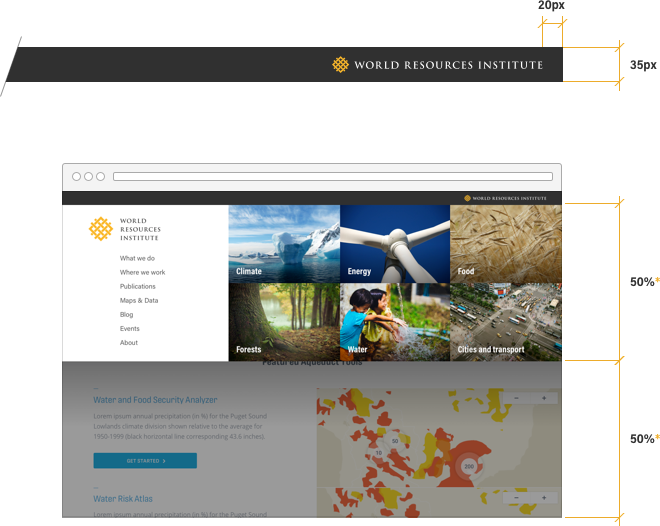 20px
WORLD RESOURCES INSTITUTE
35px
WORLD RESOURCES INSTITUTE
WORLD
RESOURCES
INSTITUTE
What we do
Where we work
Publications
Maps & Data
Blog
Events
About
Climate
Energy
Food
Forests
Water
Cities and transport
50%*
Featured Aqueduct Tools
Water and Food Security Analyzer
Lorem ipsum annual precipitation (in %) for the Puget Sound
Lowlands climate division shown relative to the average for
1950-1999 (black horizontal line corresponding 43.6 inches).
GET STARTED >
50
10
200
50%*
Water Risk Atlas
Lorem ipsum annual precipitation (in %) for the Puget Sound